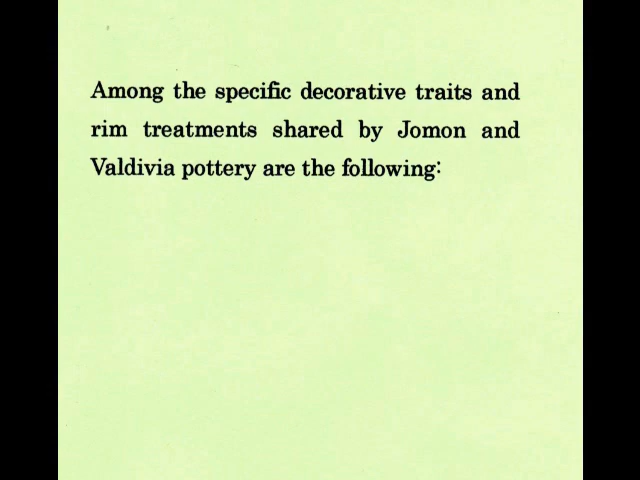 Among the specific decorative traits and
rim treatments shared by Jomon and
Valdivia pottery are the following: